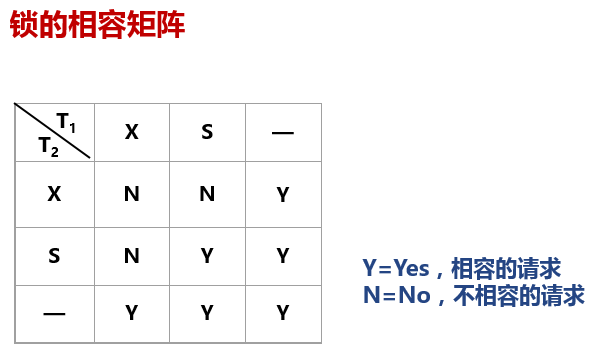 锁的相容矩阵
T1 X S —
T2
X N N Y
S N Y Y
— Y Y Y
Y=Yes，相容的请求
N=No，不相容的请求